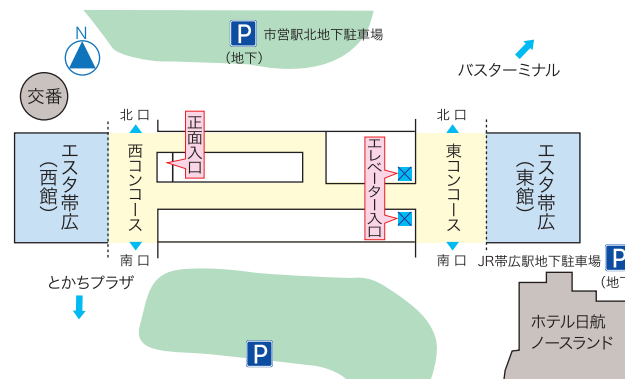 N
P
市営駅北地下駐車場
(地下)
バスターミナル
交番
北口
正面入口
北口
エスタ帯広
(西館)
西コンコース
エレベーター入口
東コンコース
エスタ帯広
(東館)
南口
南口
JR帯広駅地下駐車場
P
(地下
とかちプラザ
ホテル日航
ノースランド
P